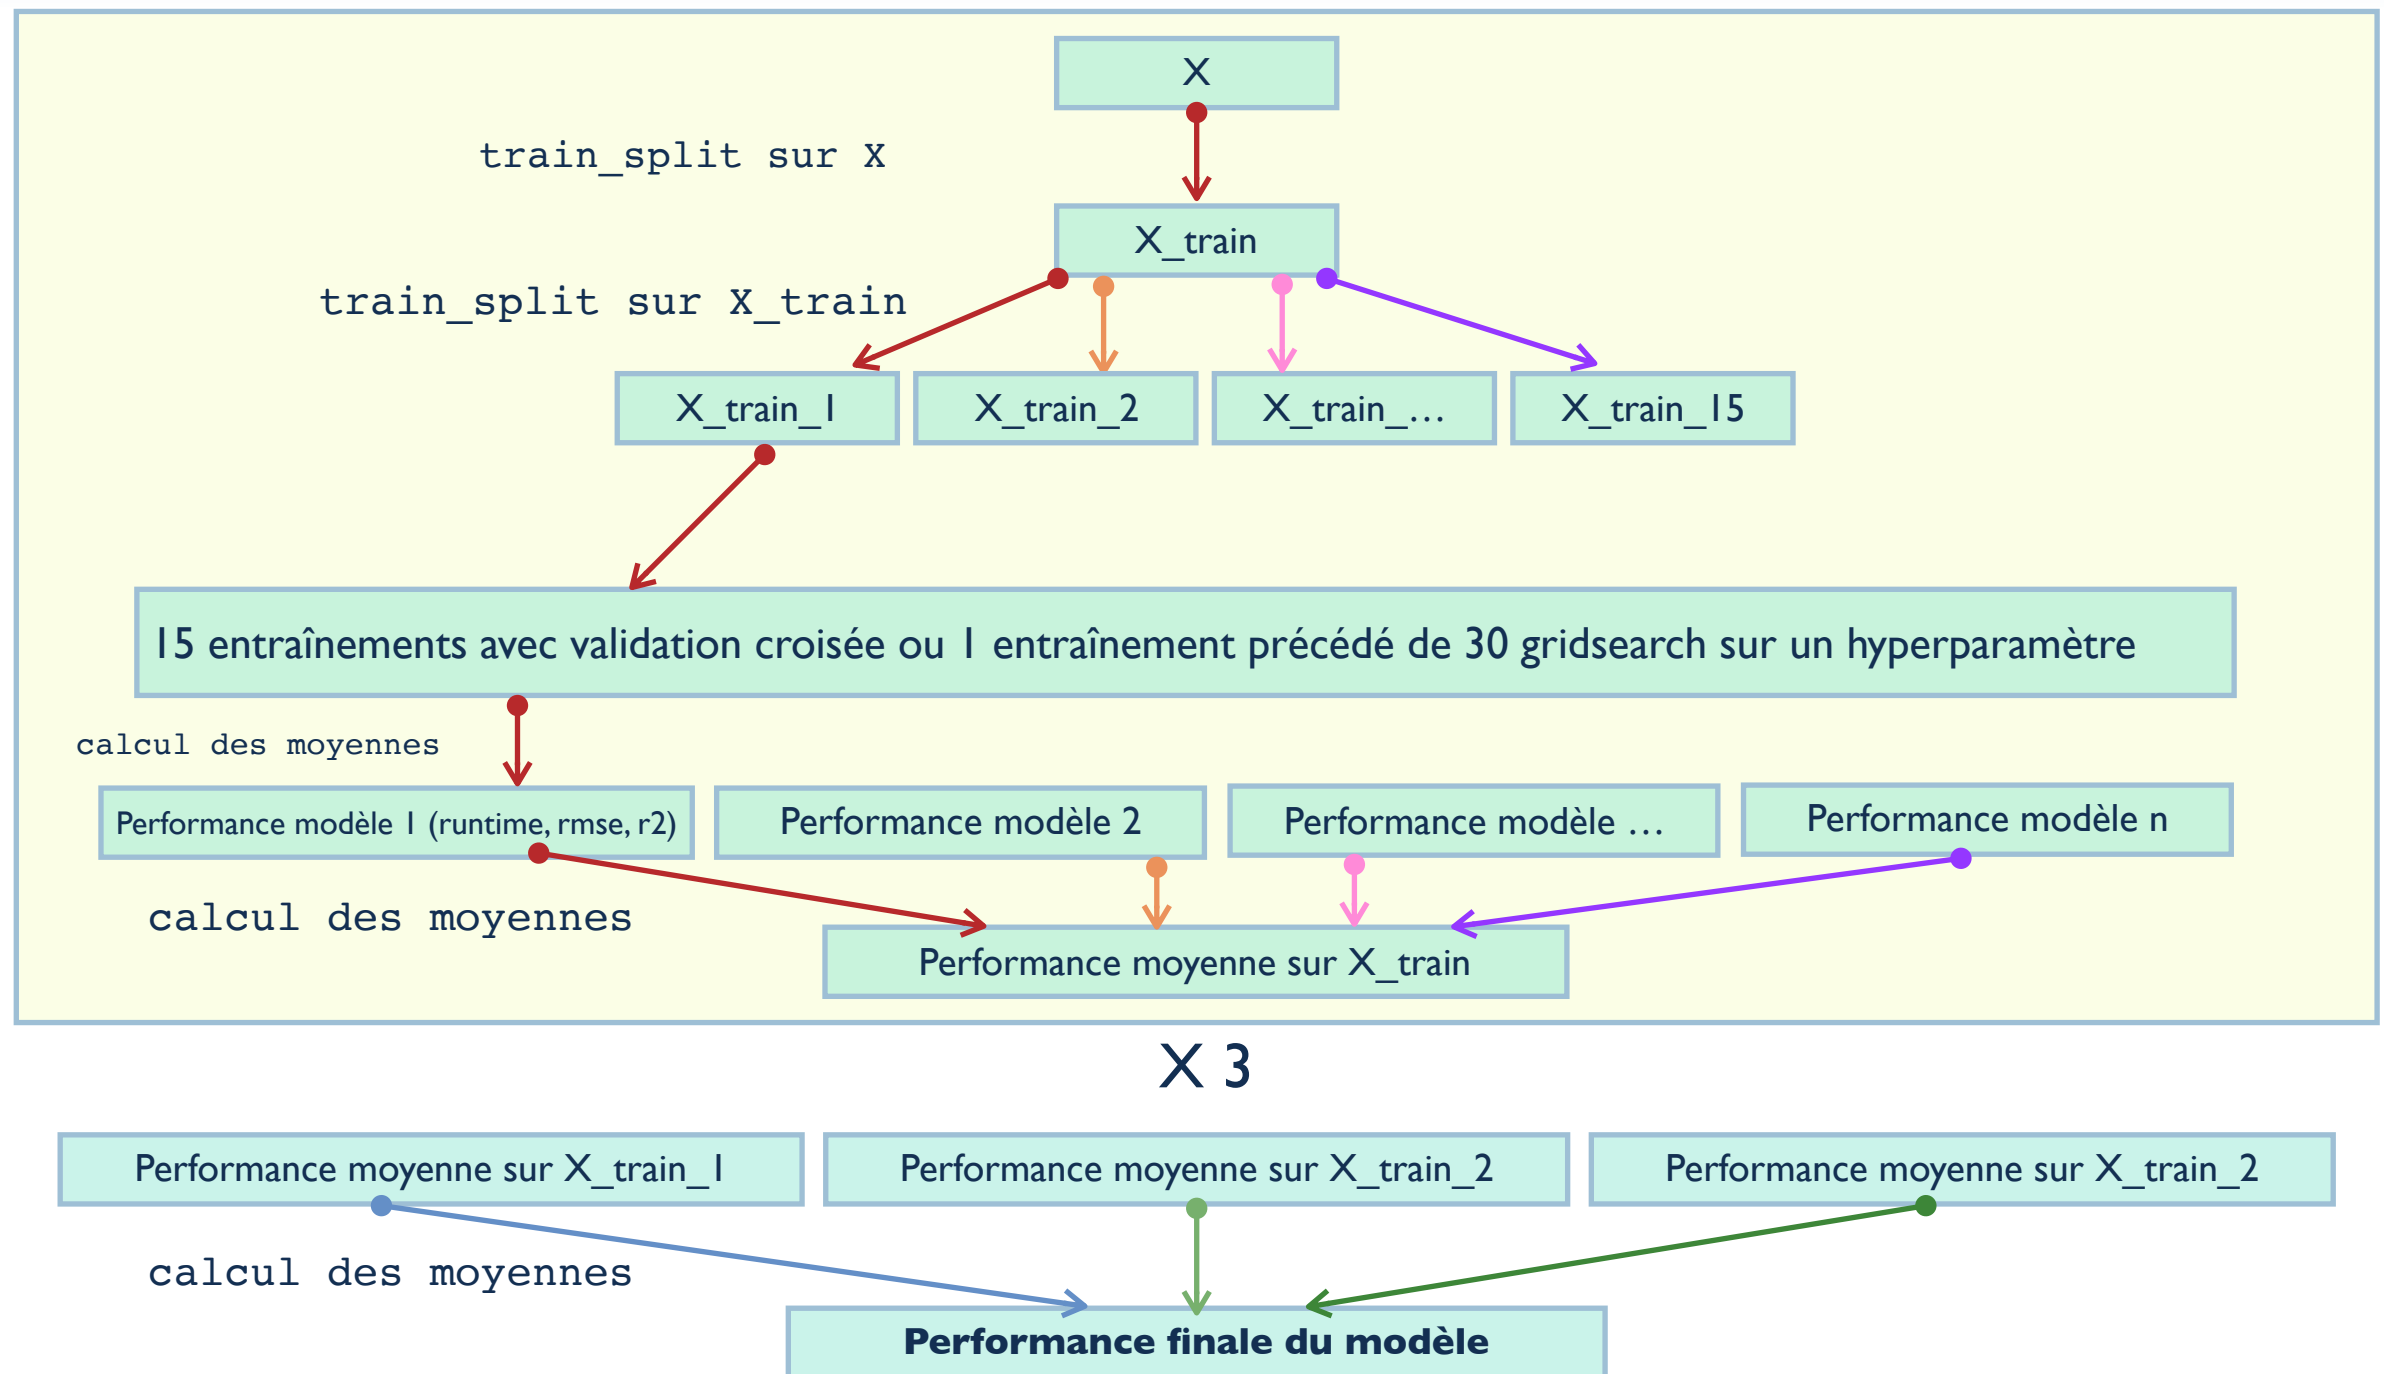 X
train_split sur X
X_train
train_split sur X_train
X_train_1
X_train_2
X_train_…
X_train_15
15 entraînements avec validation croisée ou 1 entraînement précédé de 30 gridsearch sur un hyperparamètre
calcul des moyennes
Performance modèle 1 (runtime, rmse, r2)
Performance modèle 2
Performance modèle …
Performance modèle n
calcul des moyennes
Performance moyenne sur X_train
X 3
Performance moyenne sur X_train_1
Performance moyenne sur X_train_2
Performance moyenne sur X_train_2
calcul des moyennes
Performance finale du modèle